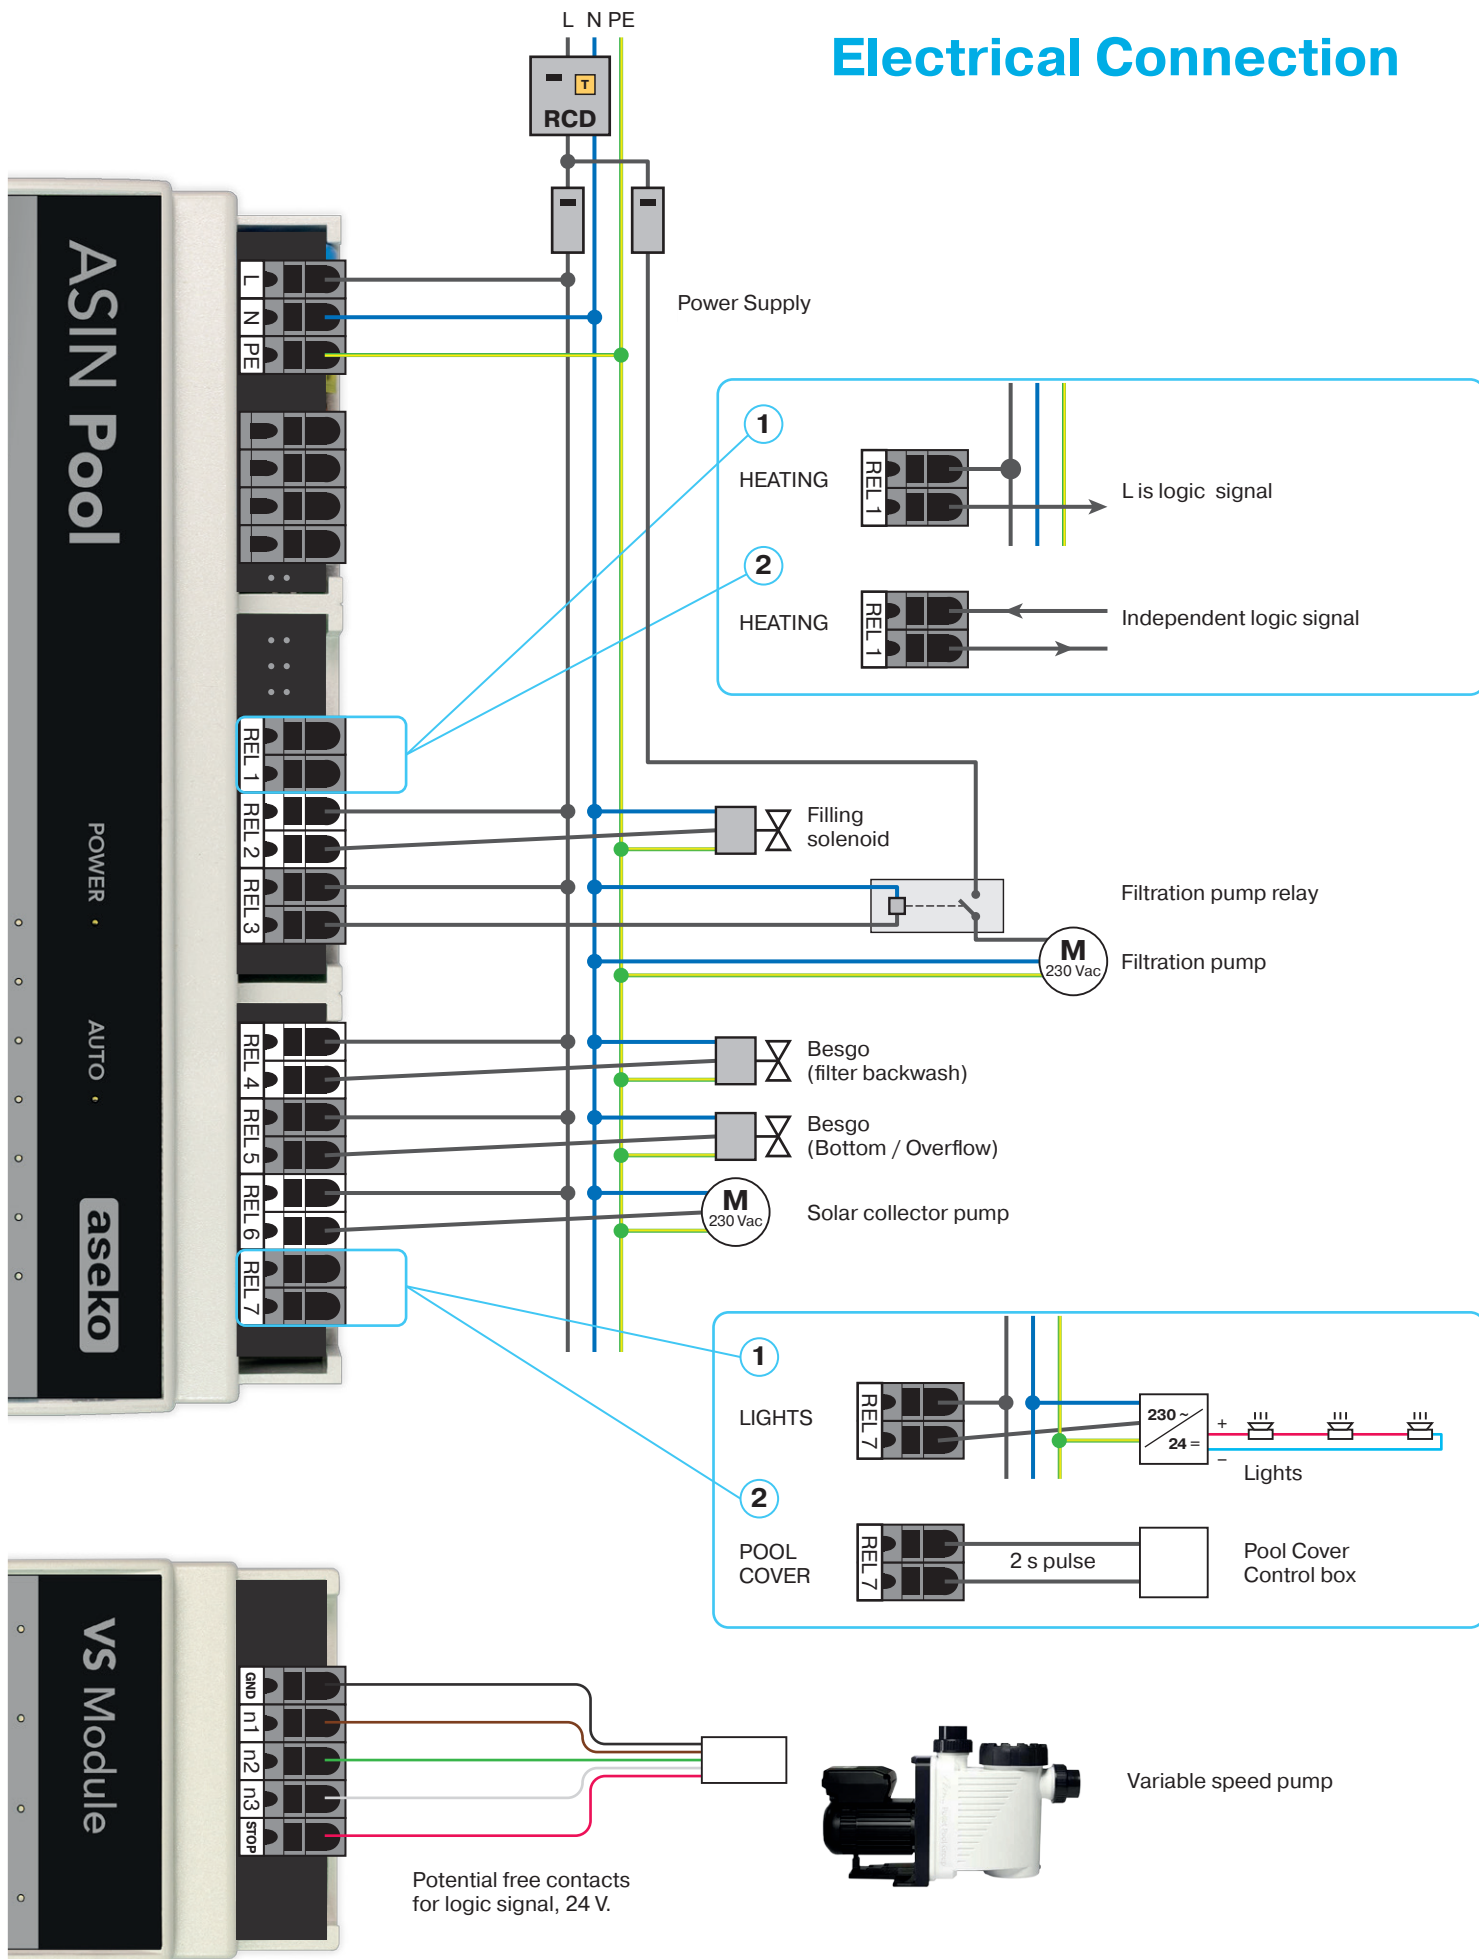 Electrical Connection
L N PE
T
RCD
ASIN Pool
POWER
AUTO
aseko
L
N
PE
REL 1
REL 2
REL 3
REL 4
REL 5
REL 6
REL 7
Power Supply
1
HEATING
REL 1
L is logic signal
2
HEATING
REL 1
Independent logic signal
Filling
solenoid
Filtration pump relay
M
230 Vac
Filtration pump
Besgo
(filter backwash)
Besgo
(Bottom / Overflow)
M
230 Vac
Solar collector pump
1
LIGHTS
REL 7
230 ~
24 =
+
–
Lights
2
POOL
COVER
REL 7
2 s pulse
Pool Cover
Control box
VS Module
GND
n1
n2
n3
STOP
Variable speed pump
Potential free contacts
for logic signal, 24 V.